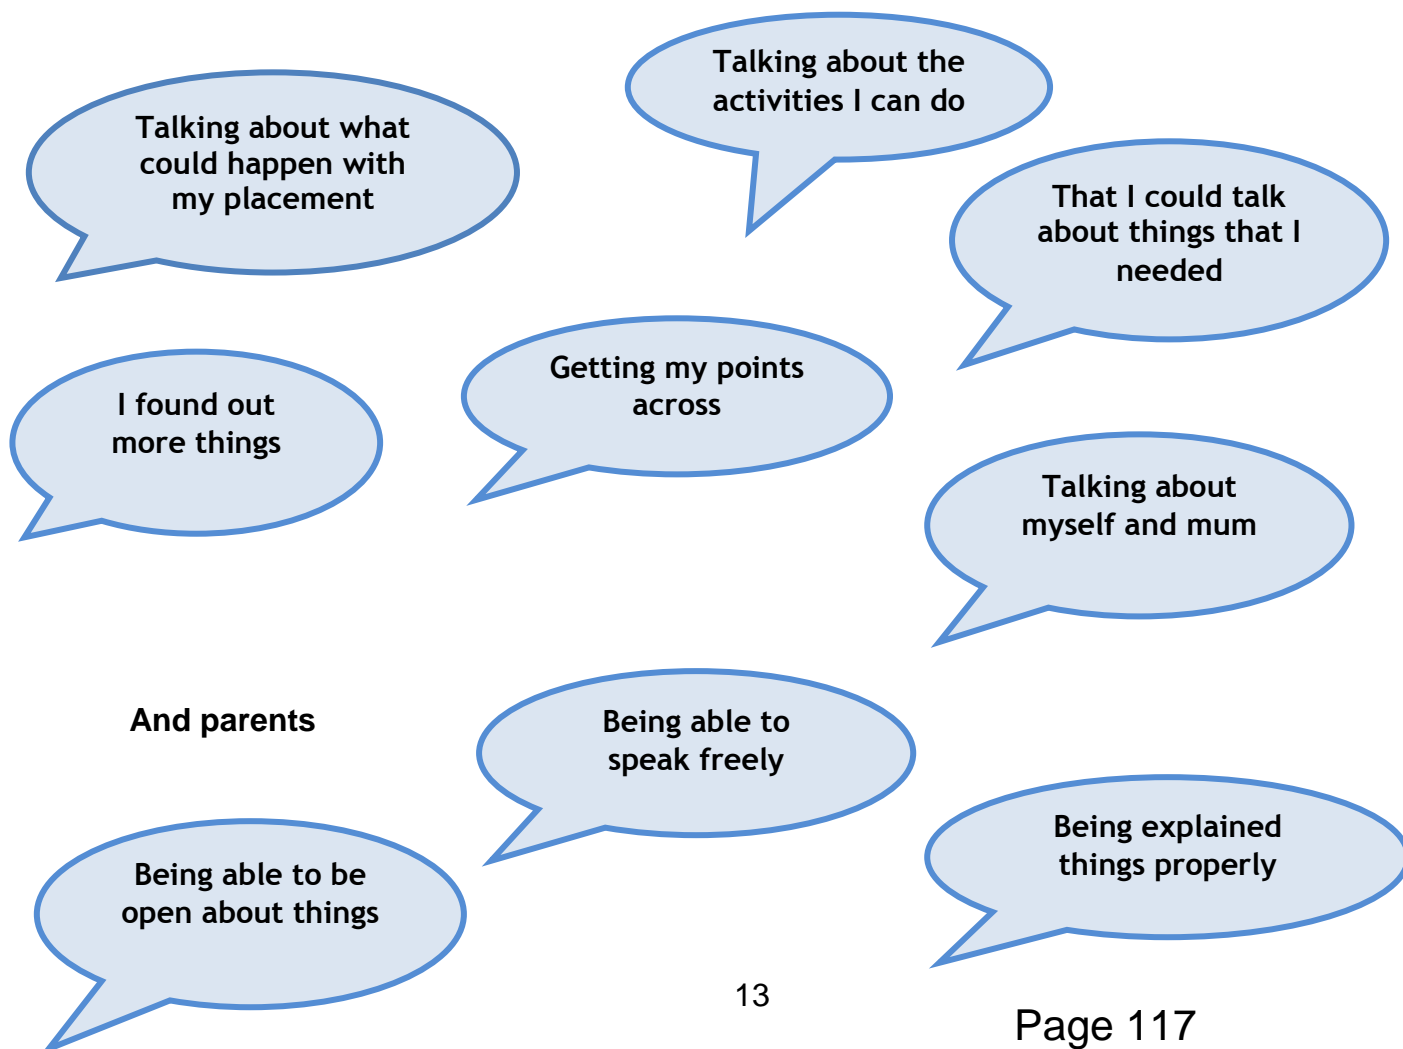 Talking about the
activities I can do
Talking about what
could happen with
my placement
That I could talk
about things that I
needed
Getting my points
across
I found out
more things
Talking about
myself and mum
And parents
Being able to
speak freely
Being explained
things properly
Being able to be
open about things
13
Page 117